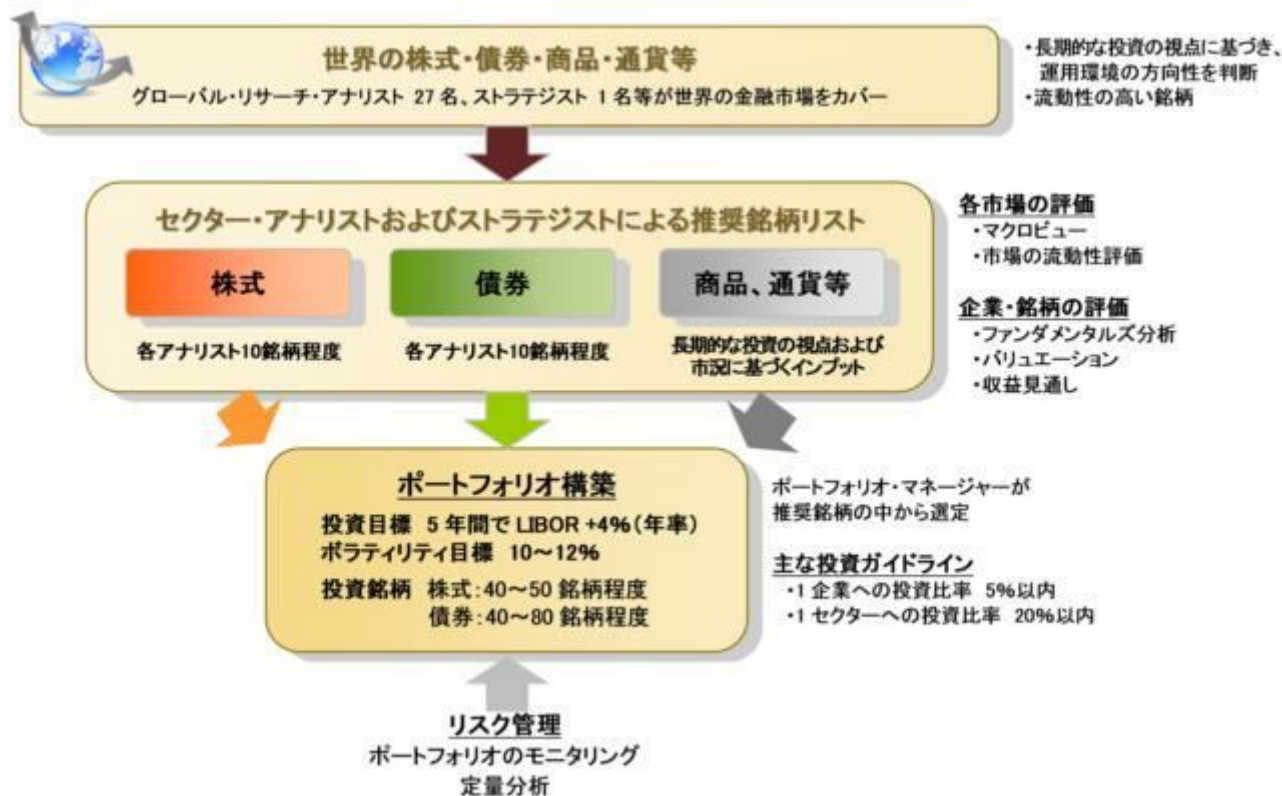 世界の株式・債券・商品・通貨等
グローバル・リサーチ・アナリスト 27 名、ストラテジスト 1 名等が世界の金融市場をカバー
・長期的な投資の視点に基づき、
運用環境の方向性を判断
・流動性の高い銘柄
セクター・アナリストおよびストラテジストによる推奨銘柄リスト
株式
債券
商品、通貨等
各アナリスト10銘柄程度
各アナリスト10銘柄程度
長期的な投資の視点および
市況に基づくインプット
各市場の評価
・マクロビュー
・市場の流動性評価
企業・銘柄の評価
・ファンダメンタルズ分析
・バリュエーション
・収益見通し
ポートフォリオ構築
投資目標 5 年間で LIBOR +4%(年率)
ボラティリティ目標 10~12%
投資銘柄 株式:40~50 銘柄程度
債券:40~80 銘柄程度
ポートフォリオ・マネージャーが
推奨銘柄の中から選定
主な投資ガイドライン
・1 企業への投資比率 5%以内
・1 セクターへの投資比率 20%以内
リスク管理
ポートフォリオのモニタリング
定量分析